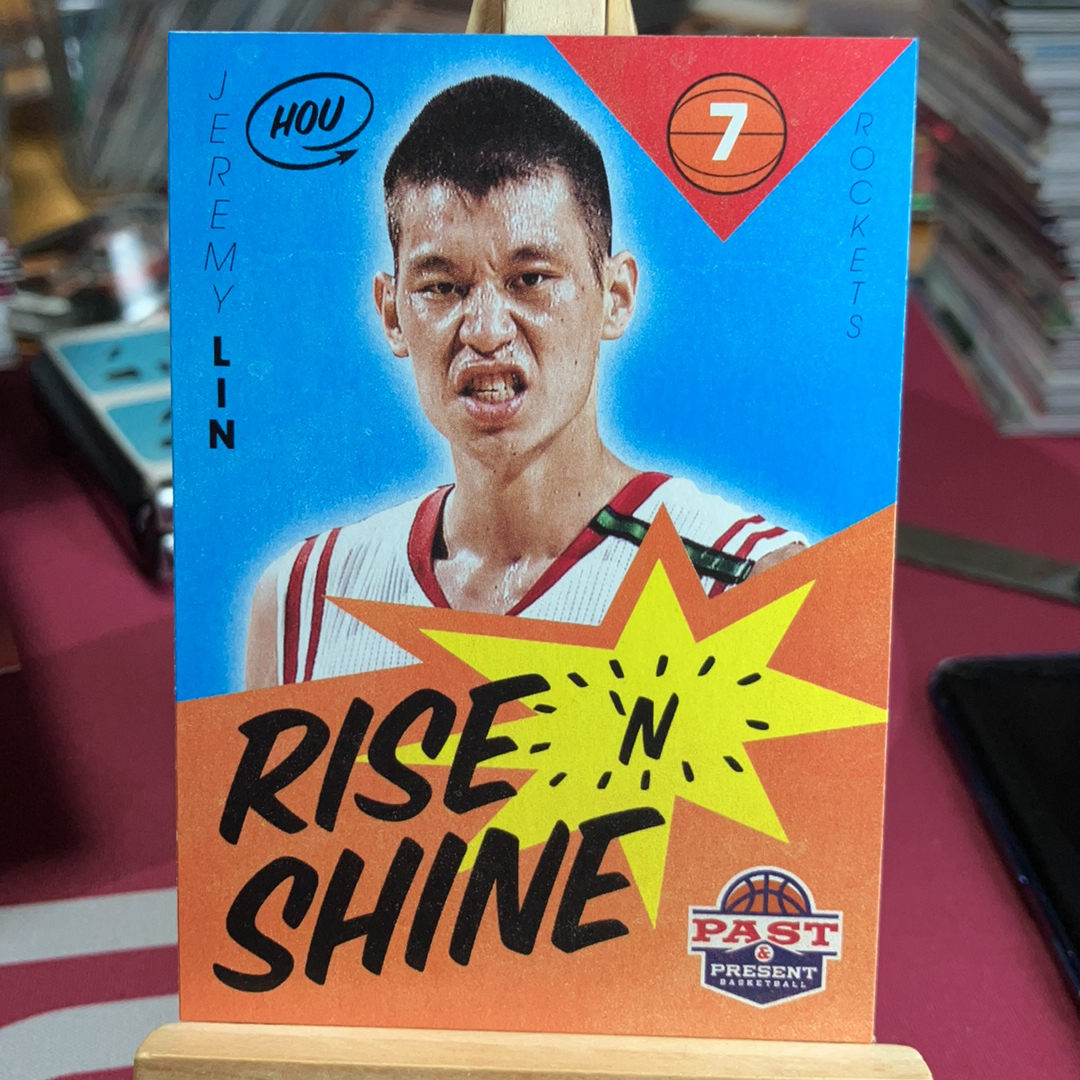 JEREMY
LIN
HOU
7
ROCKETS
RISE
N
SHINE
PAST
&
PRESENT
BASKETBALL